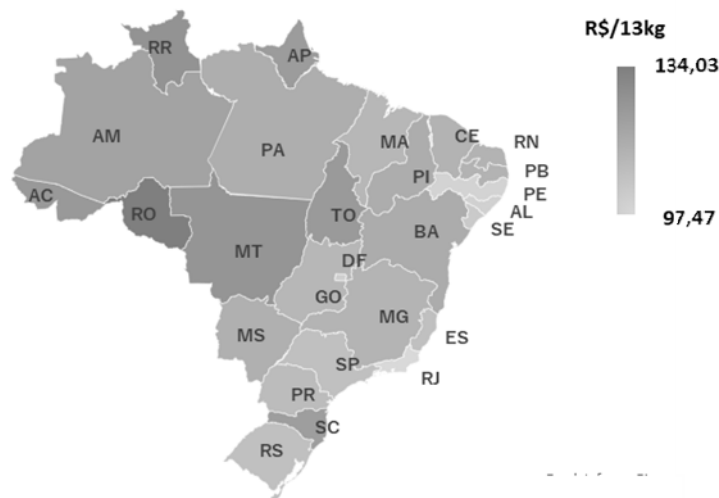 R$/13kg
134,03
97,47
RR
AP
AM
PA
MA
CE
RN
PB
PE
AL
SE
PI
AC
RO
TO
BA
MT
DF
GO
MG
ES
MS
SP
RJ
PR
SC
RS